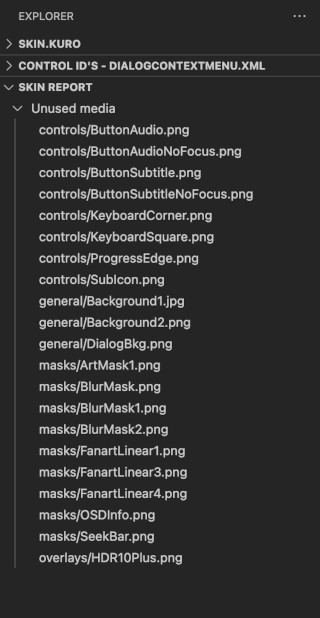 EXPLORER
SKIN.KURO
CONTROL ID'S - DIALOGCONTEXTMENU.XML
SKIN REPORT
Unused media
controls/ButtonAudio.png
controls/ButtonAudioNoFocus.png
controls/ButtonSubtitle.png
controls/ButtonSubtitleNoFocus.png
controls/KeyboardCorner.png
controls/KeyboardSquare.png
controls/ProgressEdge.png
controls/SubIcon.png
general/Background1.jpg
general/Background2.png
general/DialogBkg.png
masks/ArtMask1.png
masks/BlurMask.png
masks/BlurMask1.png
masks/BlurMask2.png
masks/FanartLinear1.png
masks/FanartLinear3.png
masks/FanartLinear4.png
masks/OSDInfo.png
masks/SeekBar.png
overlays/HDR10Plus.png